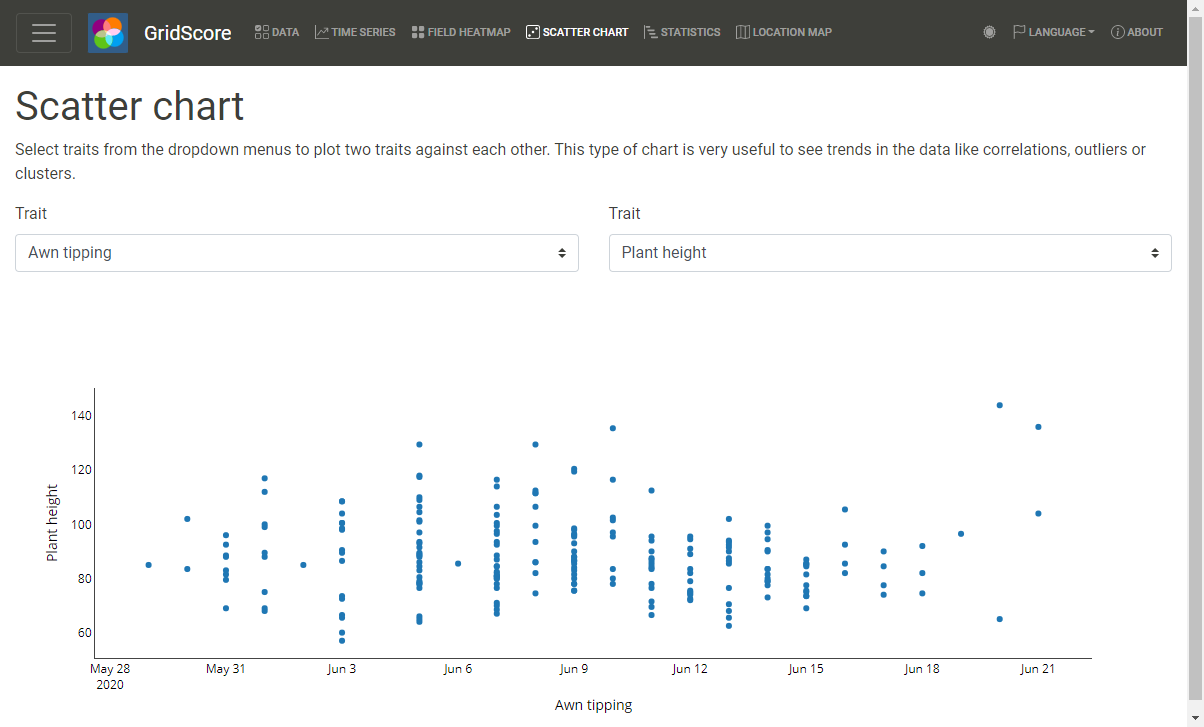 GridScore DATA TIME SERIES FIELD HEATMAP SCATTER CHART STATISTICS LOCATION MAP LANGUAGE ABOUT
Scatter chart
Select traits from the dropdown menus to plot two traits against each other. This type of chart is very useful to see trends in the data like correlations, outliers or
clusters.
Trait Trait
Awn tipping Plant height
140
120
100
80
60
Plant height
May 28 May 31 Jun 3 Jun 6 Jun 9 Jun 12 Jun 15 Jun 18 Jun 21
2020
Awn tipping